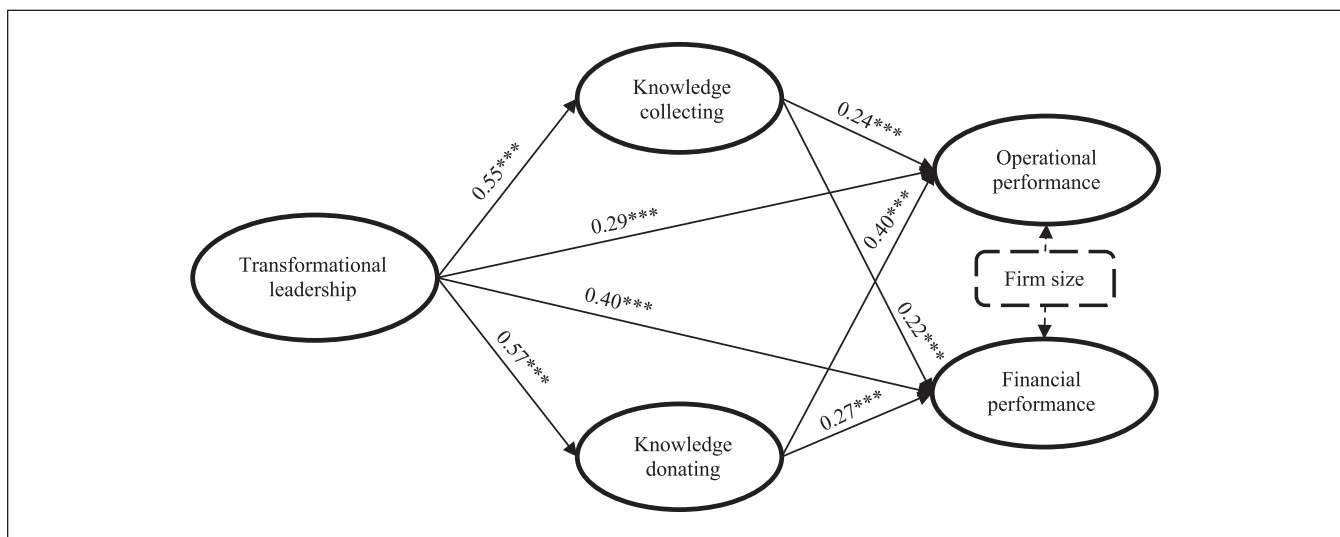 Knowledge
collecting
0.24***
Operational
performance
0.55***
0.29***
0.40***
Transformational
leadership
Firm size
0.40***
0.22***
0.57***
Financial
performance
0.27***
Knowledge
donating